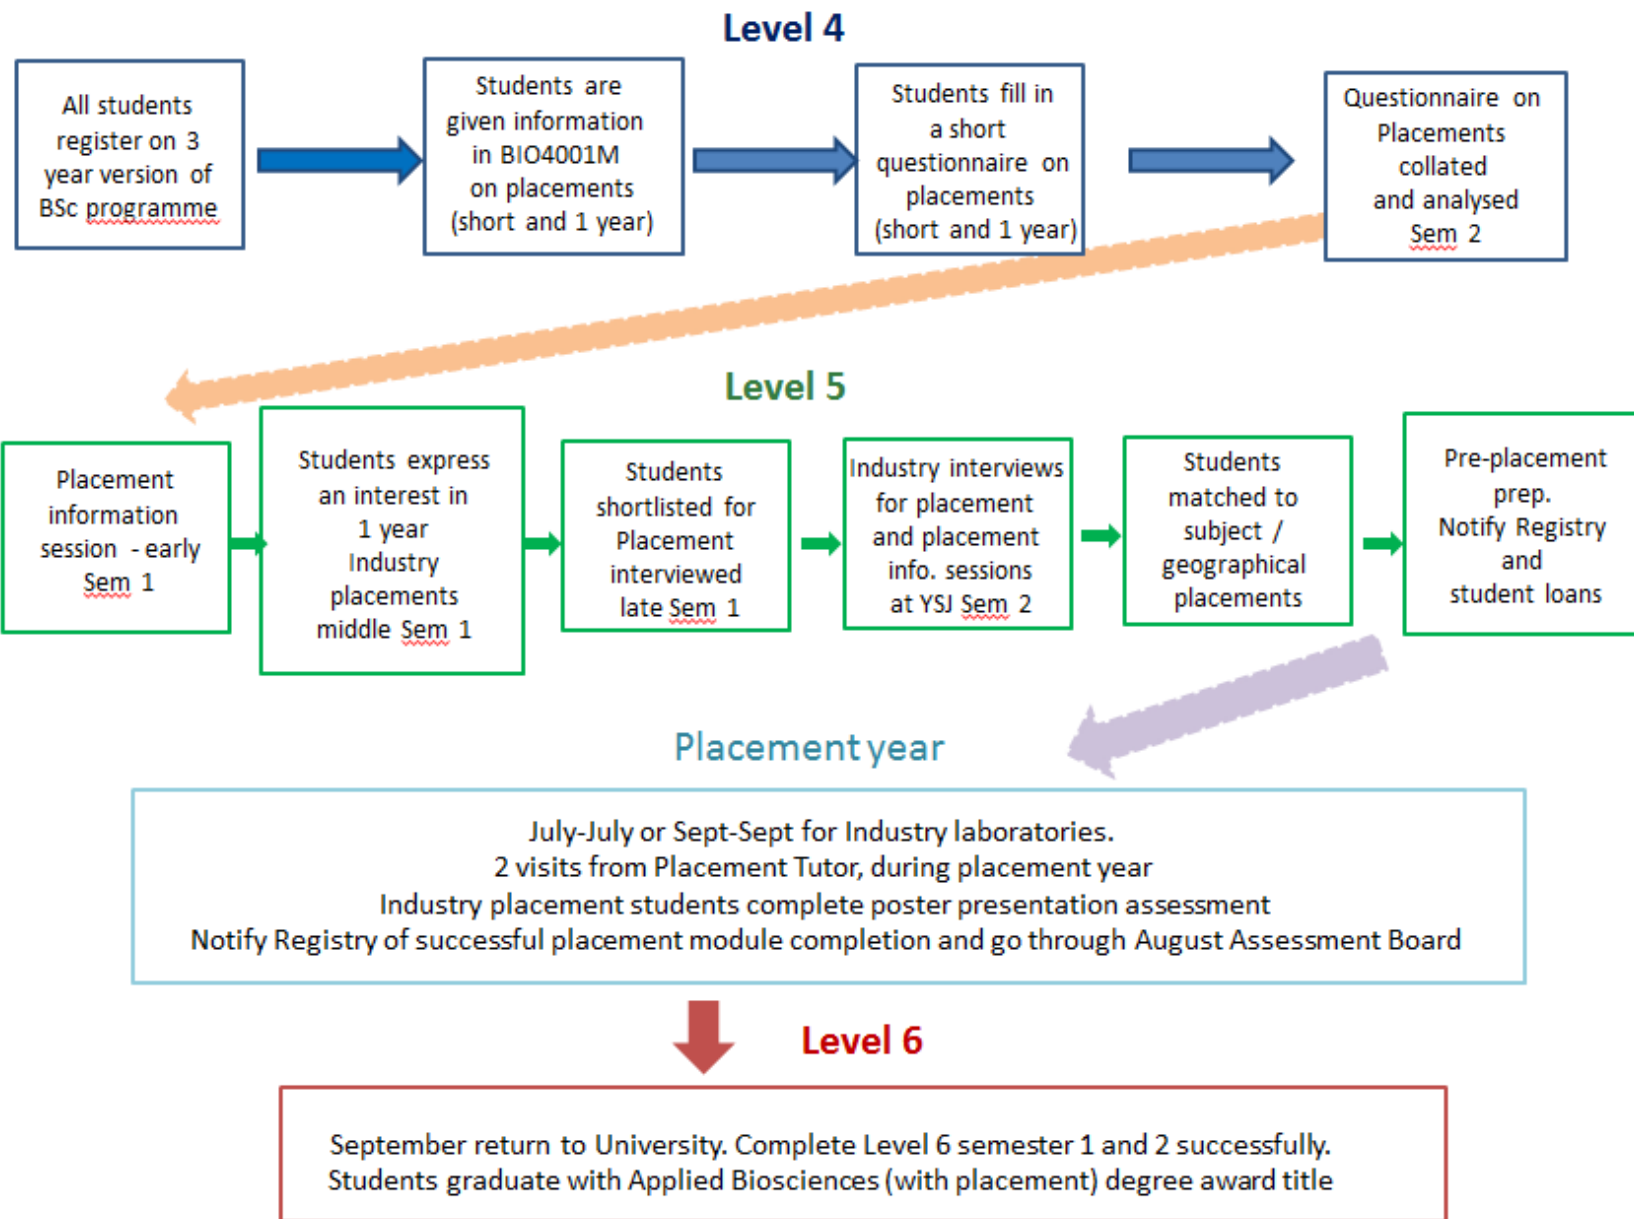 Level 4
All students
register on 3
year version of
BSc programme
Students are
given information
in BIO4001M
on placements
(short and 1 year)
Students fill in
a short
questionnaire on
placements
(short and 1 year)
Questionnaire on
Placements
collated
and analysed
Sem 2
Level 5
Placement
information
session - early
Sem 1
Students express
an interest in
1 year
Industry
placements
middle Sem 1
Students
shortlisted for
Placement
interviewed
late Sem 1
Industry interviews
for placement
and placement
info. sessions
at YSJ Sem 2
Students
matched to
subject /
geographical
placements
Pre-placement
prep.
Notify Registry
and
student loans
Placement year
July-July or Sept-Sept for Industry laboratories.
2 visits from Placement Tutor, during placement year
Industry placement students complete poster presentation assessment
Notify Registry of successful placement module completion and go through August Assessment Board
Level 6
September return to University. Complete Level 6 semester 1 and 2 successfully.
Students graduate with Applied Biosciences (with placement) degree award title